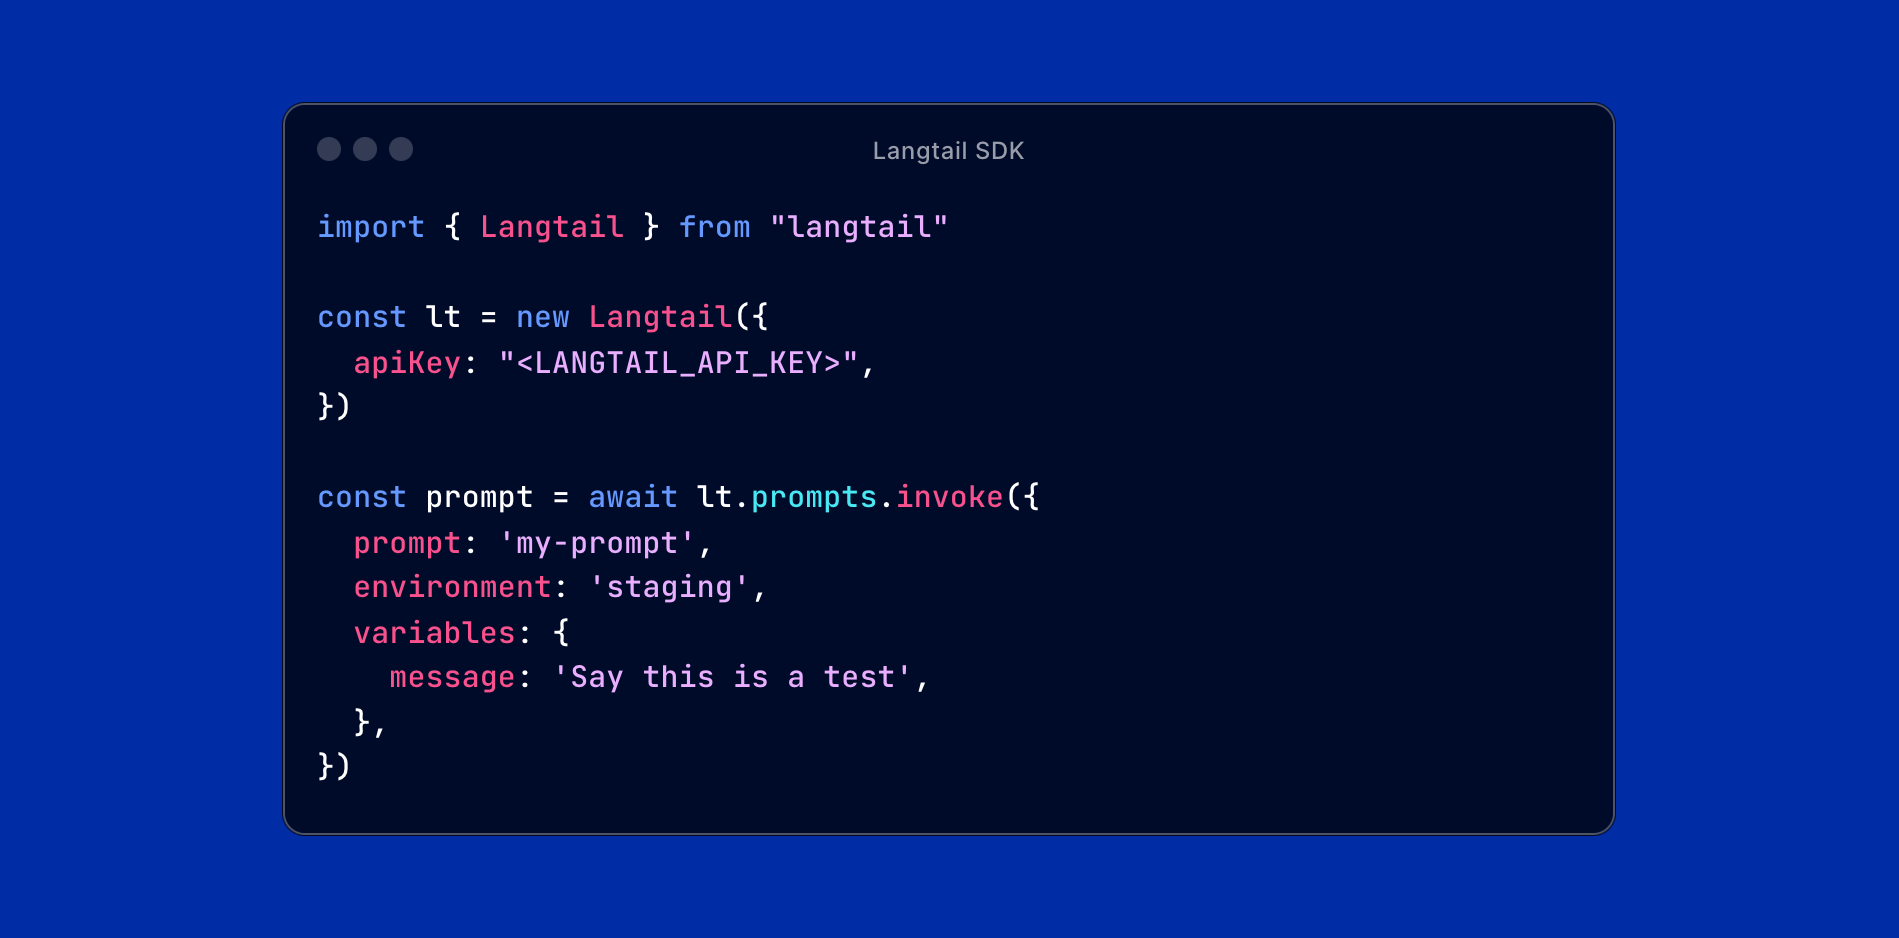 Langtail SDK
import { Langtail } from "langtail"
const lt = new Langtail({
  apiKey: "<LANGTAIL_API_KEY>",
})
const prompt = await lt.prompts.invoke({
  prompt: 'my-prompt',
  environment: 'staging',
  variables: {
    message: 'Say this is a test',
  },
})